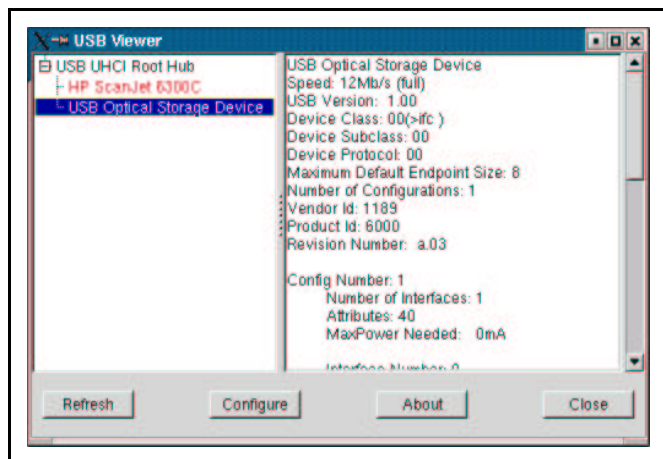 USB Viewer
USB UHCI Root Hub
HP ScanJet 6300C
USB Optical Storage Device
USB Optical Storage Device
Speed: 12Mb/s (full)
USB Version: 1.00
Device Class: 00(>ifc )
Device Subclass: 00
Device Protocol: 00
Maximum Default Endpoint Size: 8
Number of Configurations: 1
Vendor Id: 1189
Product Id: 6000
Revision Number: a.03
Config Number: 1
Number of Interfaces: 1
Attributes: 40
MaxPower Needed: 0mA
Interface Number: 0
Refresh
Configure
About
Close